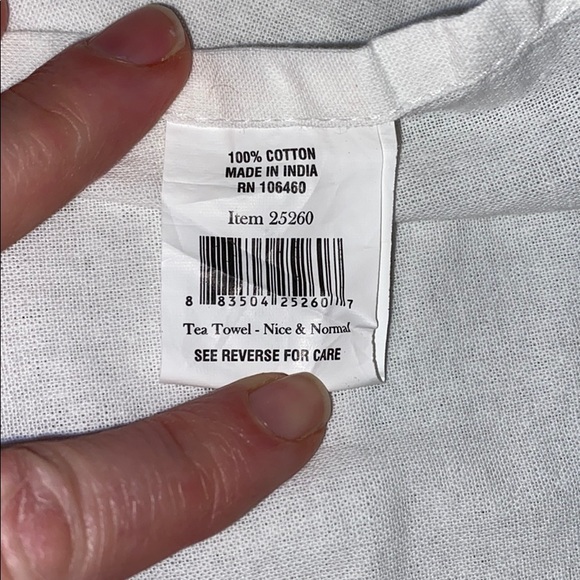 100% COTTON
MADE IN INDIA
RN 106460
Item 25260
8 83504 25260 7
Tea Towel - Nice & Normal
SEE REVERSE FOR CARE